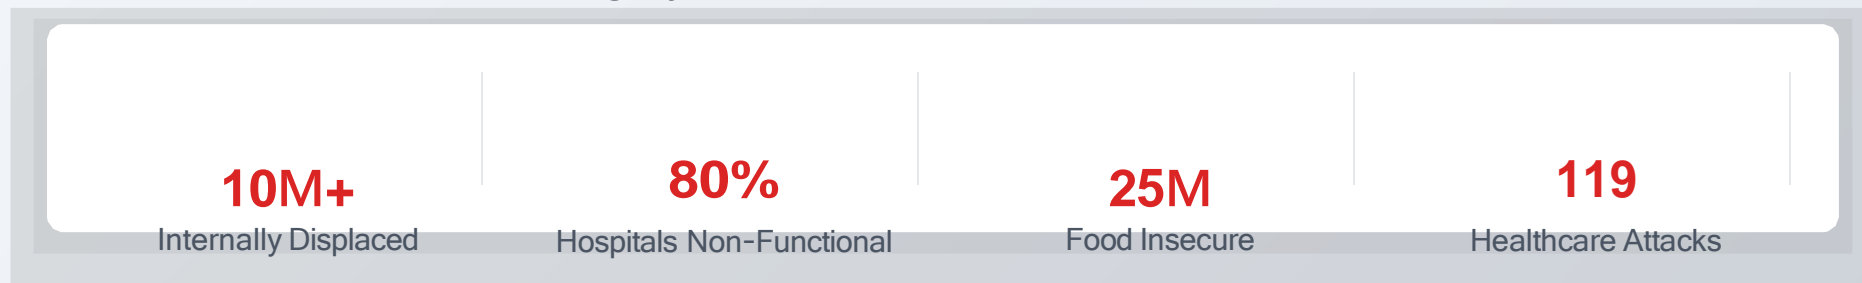 10M+
Internally Displaced
80%
Hospitals Non-Functional
25M
Food Insecure
119
Healthcare Attacks